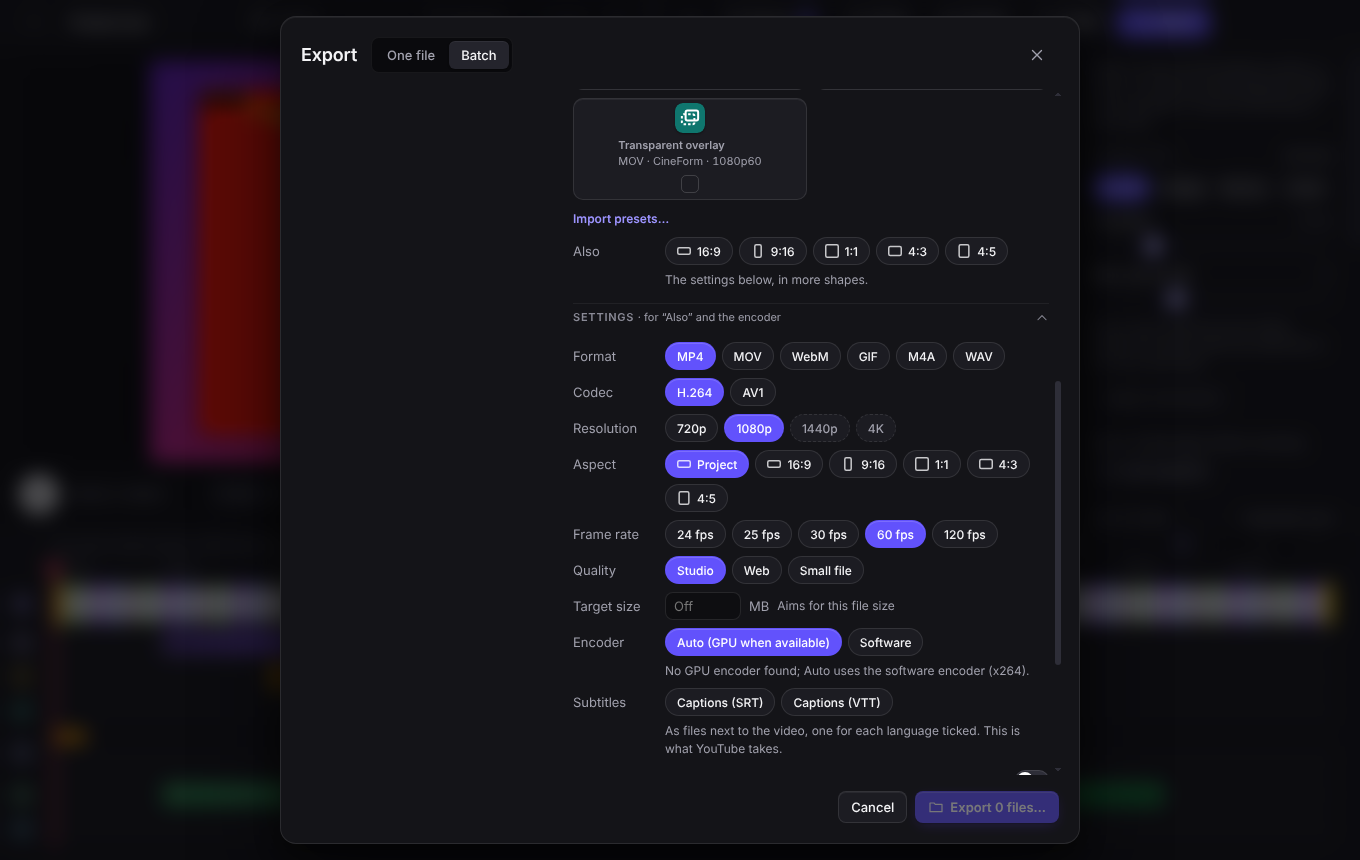 Export One file Batch
Transparent overlay
MOV · CineForm · 1080p60
Import presets...
Also 16:9 9:16 1:1 4:3 4:5
The settings below, in more shapes.
SETTINGS · for “Also” and the encoder
Format MP4 MOV WebM GIF M4A WAV
Codec H.264 AV1
Resolution 720p 1080p 1440p 4K
Aspect Project 16:9 9:16 1:1 4:3
4:5
Frame rate 24 fps 25 fps 30 fps 60 fps 120 fps
Quality Studio Web Small file
Target size Off MB Aims for this file size
Encoder Auto (GPU when available) Software
No GPU encoder found; Auto uses the software encoder (x264).
Subtitles Captions (SRT) Captions (VTT)
As files next to the video, one for each language ticked. This is
what YouTube takes.
Cancel Export 0 files...